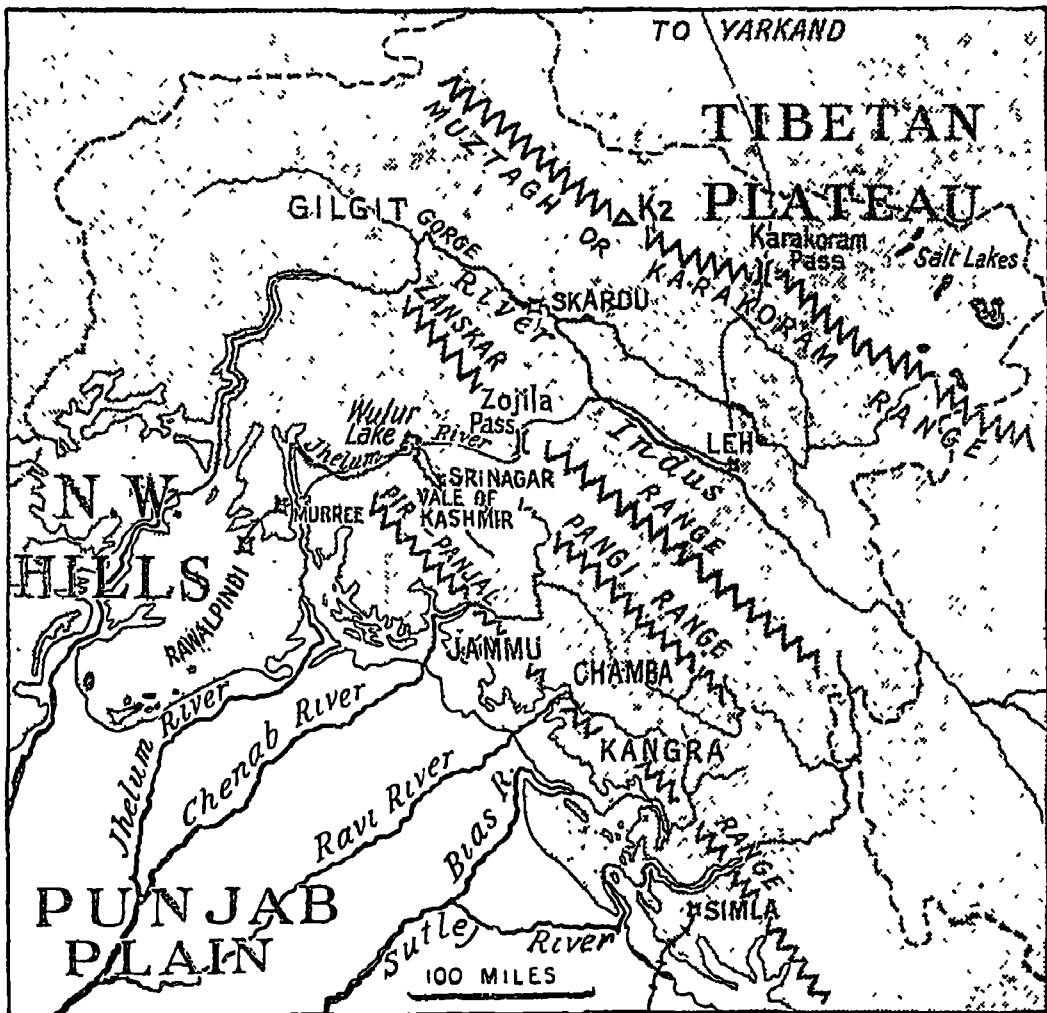 TO YARKAND
TIBETAN
PLATEAU
MUZTAGH OR KARAKORAM RANGE
K2
Karakoram
Pass
Salt Lakes
GILGIT
GORGE
River
SKARDU
ZANSKAR
Zojila
Pass
Indus
LEH
RANGE
Wulur
Lake
Jhelum River
SRINAGAR
VALE OF
KASHMIR
PIR-PANJAL
PANGI RANGE
N.W.
HILLS
MURREE
RAWALPINDI
JAMMU
CHAMBA
KANGRA
RANGE
SIMLA
Jhelum River
Chenab River
Ravi River
Bias R.
Sutlej River
PUNJAB
PLAIN
100 MILES